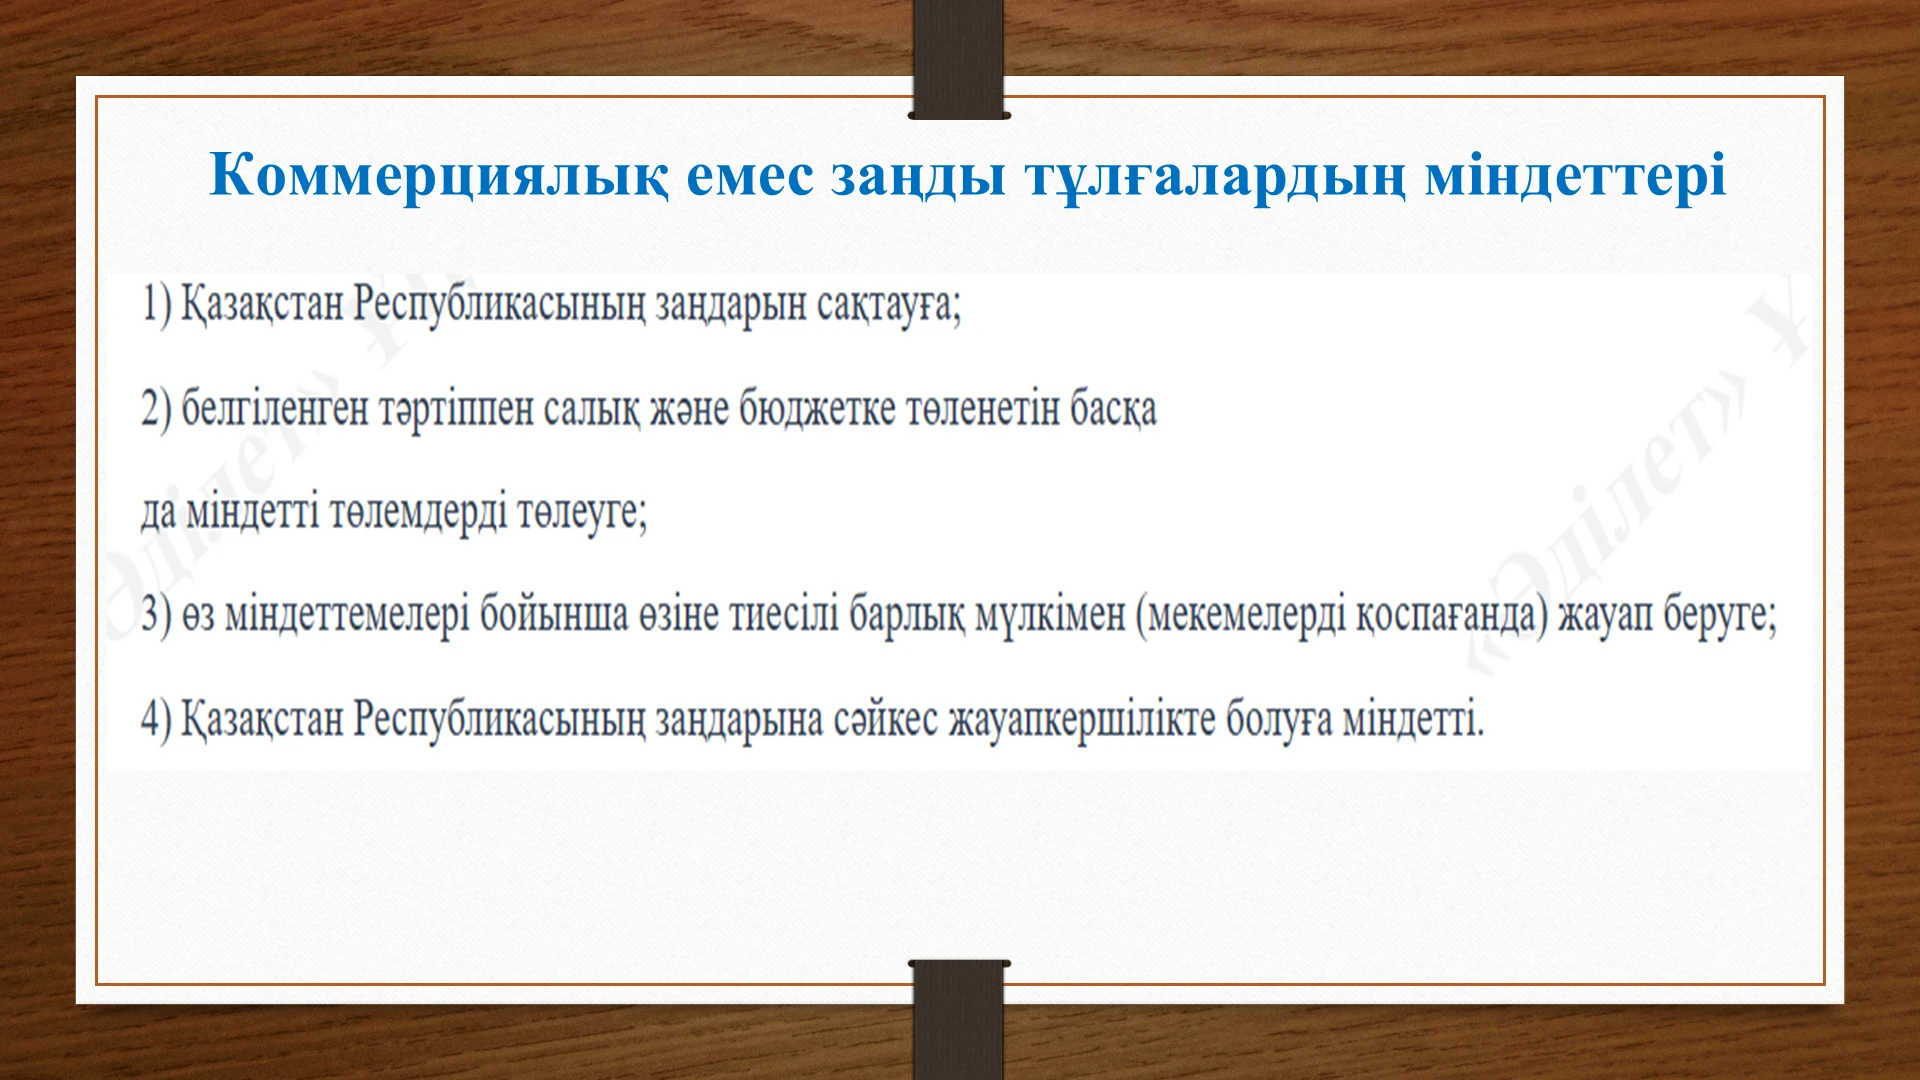 Коммерциялық емес заңды тұлғалардың міндеттері
1) Қазақстан Республикасының заңдарын сақтауға;
2) белгіленген тәртіппен салық және бюджетке төленетін басқа
да міндетті төлемдерді төлеуге;
3) өз міндеттемелері бойынша өзіне тиесілі барлық мүлкімен (мекемелерді қоспағанда) жауап беруге;
4) Қазақстан Республикасының заңдарына сәйкес жауапкершілікте болуға міндетті.
Әділет» Ұ
«Әділет» Ұ